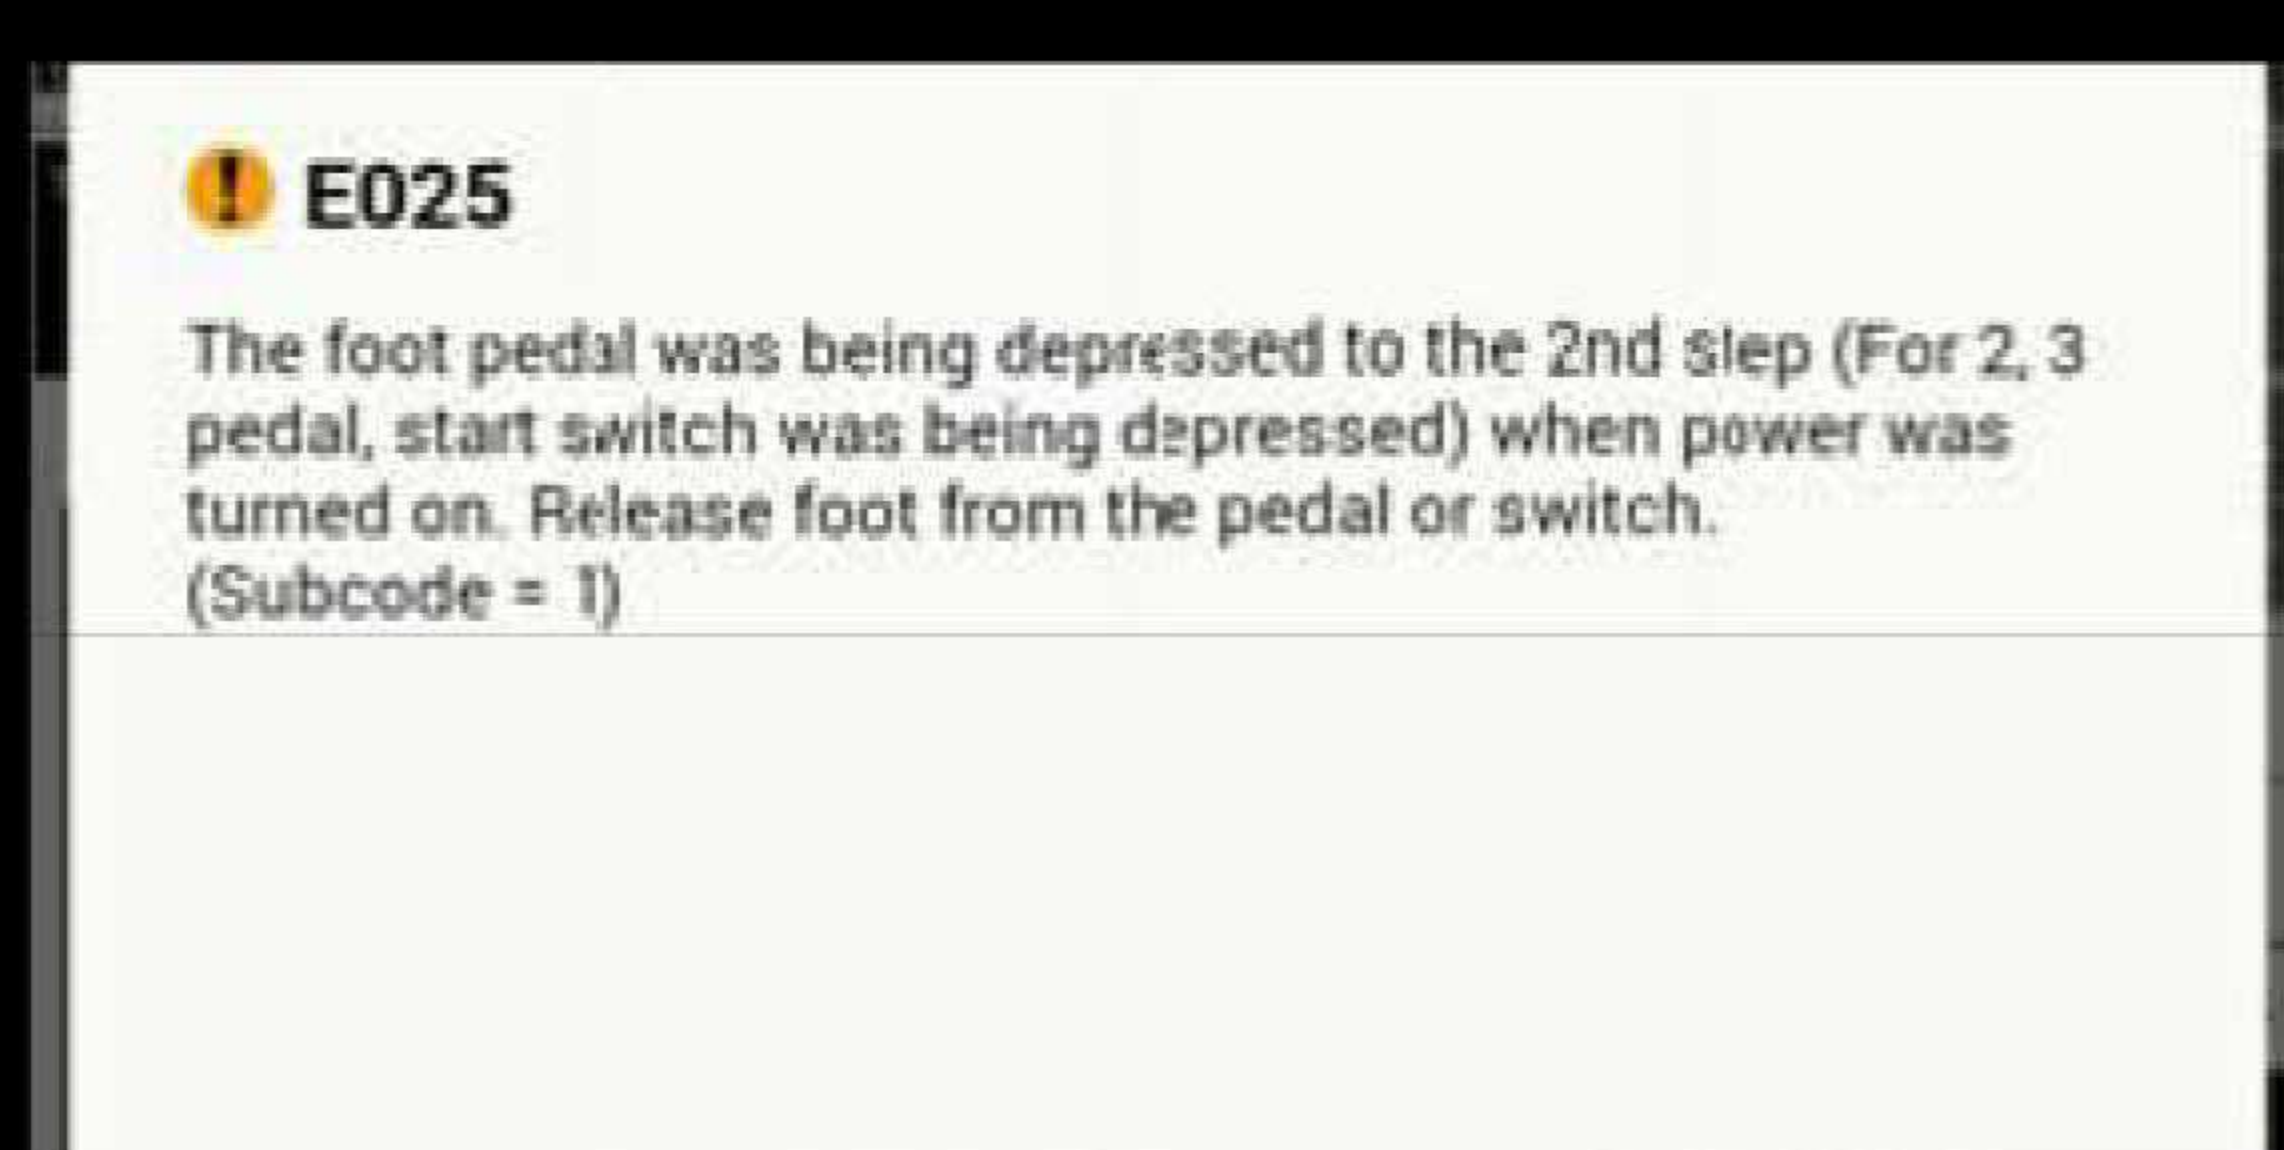 E025
The foot pedal was being depressed to the 2nd step (For 2, 3
pedal, start switch was being depressed) when power was
turned on. Release foot from the pedal or switch.
(Subcode = 1)